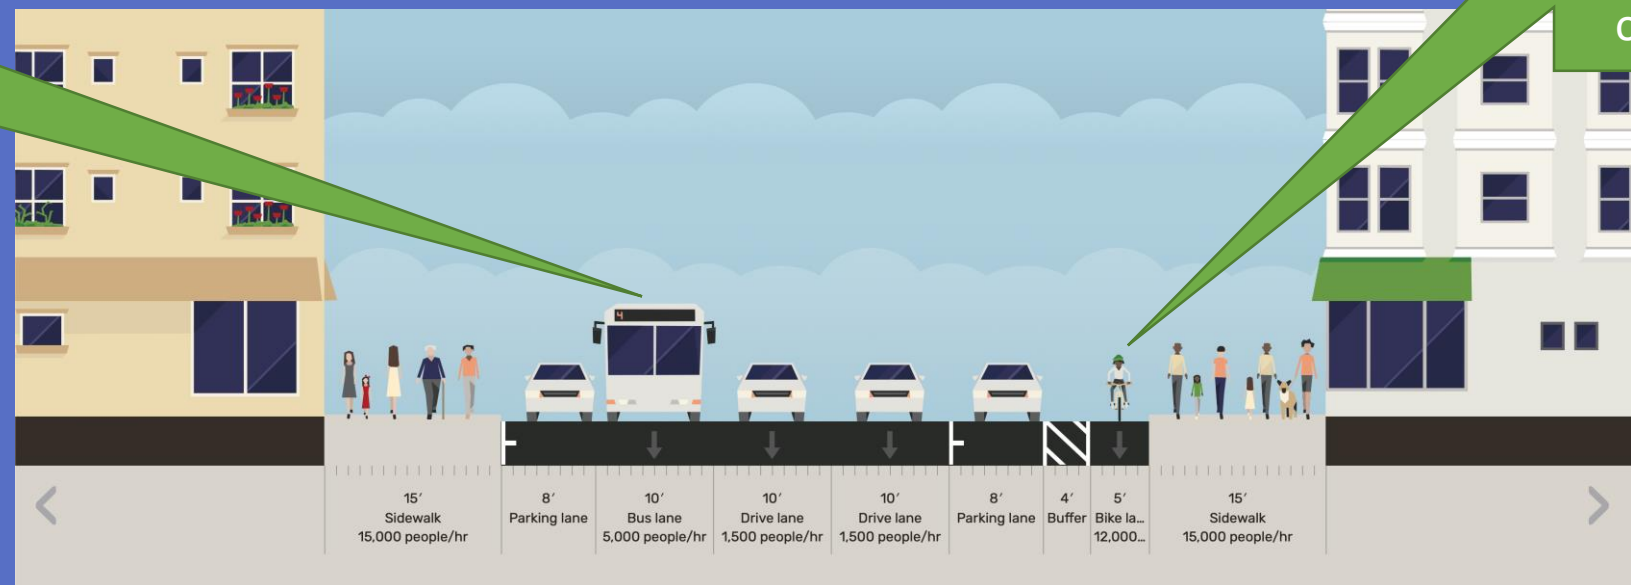 4
15′
Sidewalk
15,000 people/hr
8′
Parking lane
10′
Bus lane
5,000 people/hr
10′
Drive lane
1,500 people/hr
10′
Drive lane
1,500 people/hr
8′
Parking lane
4′
Buffer
5′
Bike la...
12,000...
15′
Sidewalk
15,000 people/hr